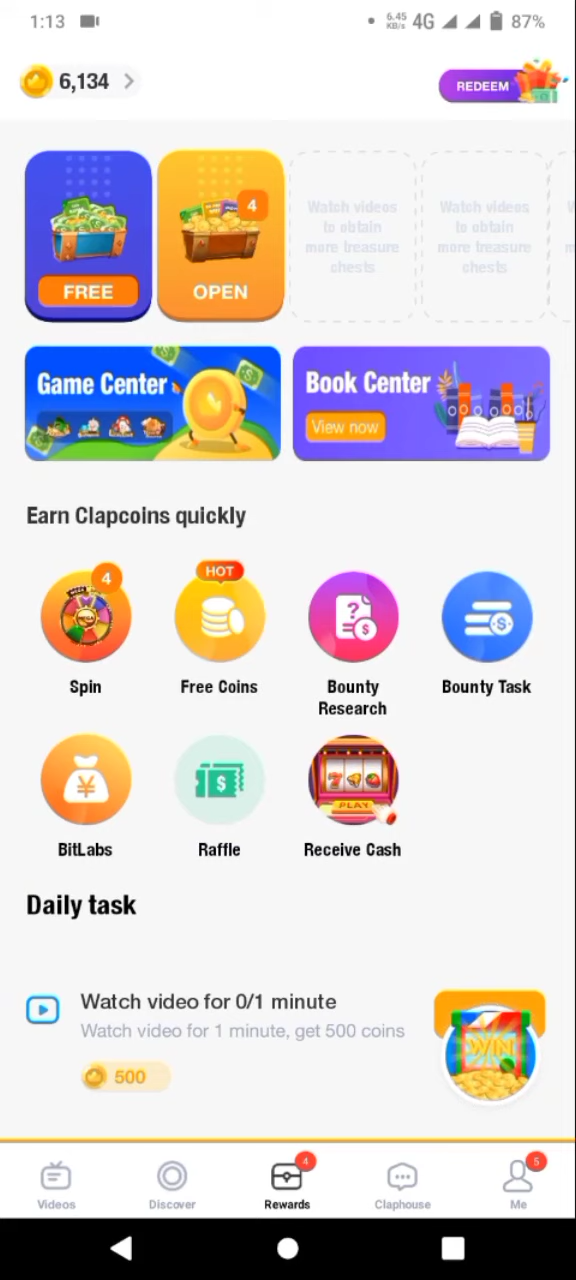 1:13
6.45
KB/s
4G
87%
6,134
REDEEM
4
FREE
OPEN
Watch videos
to obtain
more treasure
chests
Watch videos
to obtain
more treasure
chests
Game Center
Book Center
View now
Earn Clapcoins quickly
4
HOT
Spin
Free Coins
Bounty
Research
Bounty Task
PLAY
BitLabs
Raffle
Receive Cash
Daily task
Watch video for 0/1 minute
Watch video for 1 minute, get 500 coins
500
WIN
4
5
Videos
Discover
Rewards
Claphouse
Me